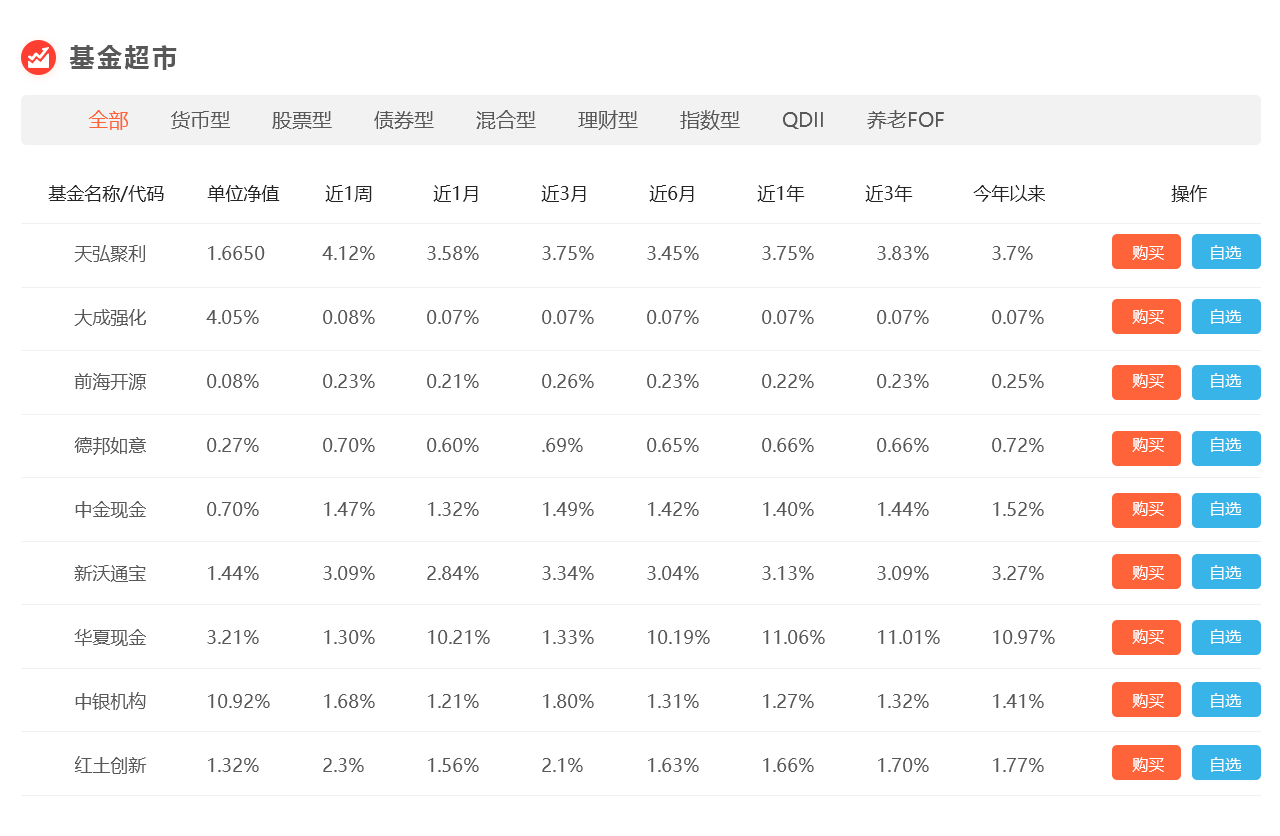 基金超市
全部 货币型 股票型 债券型 混合型 理财型 指数型 QDII 养老FOF
基金名称/代码 单位净值 近1周 近1月 近3月 近6月 近1年 近3年 今年以来 操作
天弘聚利 1.6650 4.12% 3.58% 3.75% 3.45% 3.75% 3.83% 3.7% 购买 自选
大成强化 4.05% 0.08% 0.07% 0.07% 0.07% 0.07% 0.07% 0.07% 购买 自选
前海开源 0.08% 0.23% 0.21% 0.26% 0.23% 0.22% 0.23% 0.25% 购买 自选
德邦如意 0.27% 0.70% 0.60% .69% 0.65% 0.66% 0.66% 0.72% 购买 自选
中金现金 0.70% 1.47% 1.32% 1.49% 1.42% 1.40% 1.44% 1.52% 购买 自选
新沃通宝 1.44% 3.09% 2.84% 3.34% 3.04% 3.13% 3.09% 3.27% 购买 自选
华夏现金 3.21% 1.30% 10.21% 1.33% 10.19% 11.06% 11.01% 10.97% 购买 自选
中银机构 10.92% 1.68% 1.21% 1.80% 1.31% 1.27% 1.32% 1.41% 购买 自选
红土创新 1.32% 2.3% 1.56% 2.1% 1.63% 1.66% 1.70% 1.77% 购买 自选